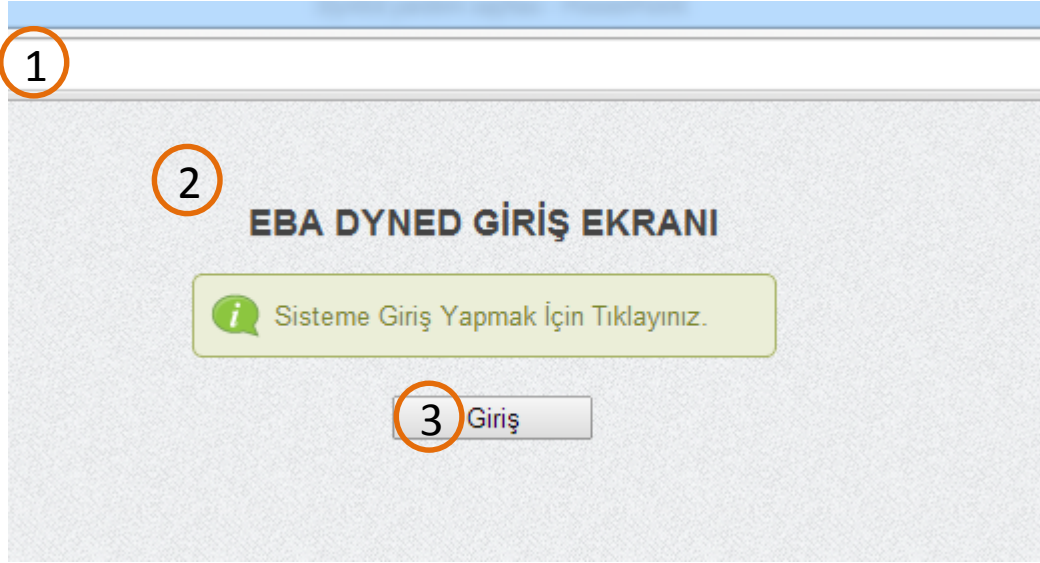 1
2
EBA DYNED GİRİŞ EKRANI
i Sisteme Giriş Yapmak İçin Tıklayınız.
3 Giriş